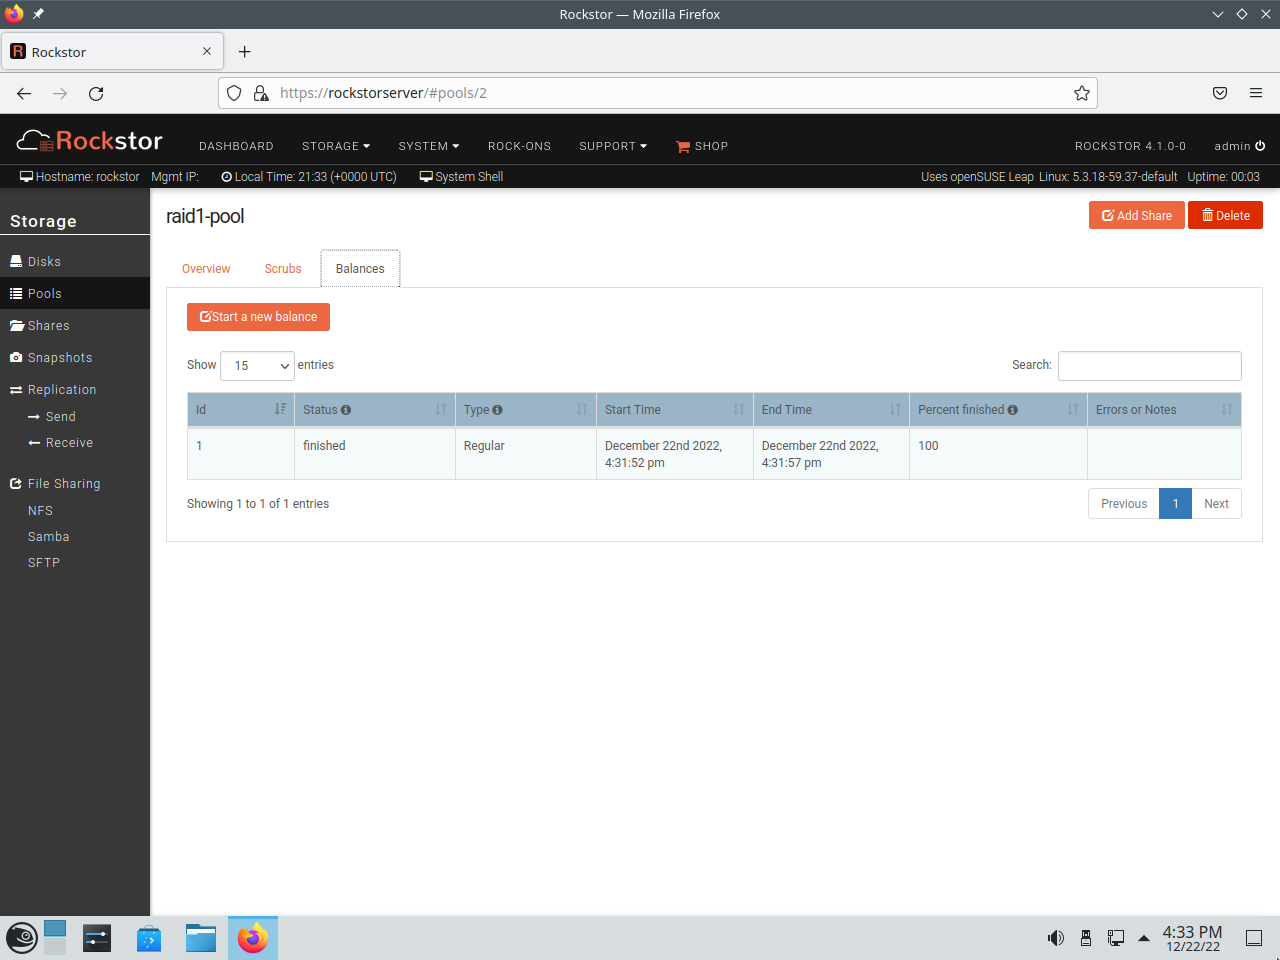 Rockstor — Mozilla Firefox
Rockstor
https://rockstorserver/#pools/2
Rockstor DASHBOARD STORAGE SYSTEM ROCK-ONS SUPPORT SHOP ROCKSTOR 4.1.0-0 admin
Hostname: rockstor Mgmt IP: Local Time: 21:33 (+0000 UTC) System Shell Uses openSUSE Leap Linux: 5.3.18-59.37-default Uptime: 00:03
Storage
Disks
Pools
Shares
Snapshots
Replication
Send
Receive
File Sharing
NFS
Samba
SFTP
raid1-pool
Add Share Delete
Overview Scrubs Balances
Start a new balance
Show 15 entries Search:
Id Status Type Start Time End Time Percent finished Errors or Notes
1 finished Regular December 22nd 2022, 4:31:52 pm December 22nd 2022, 4:31:57 pm 100
Showing 1 to 1 of 1 entries
Previous 1 Next
4:33 PM
12/22/22